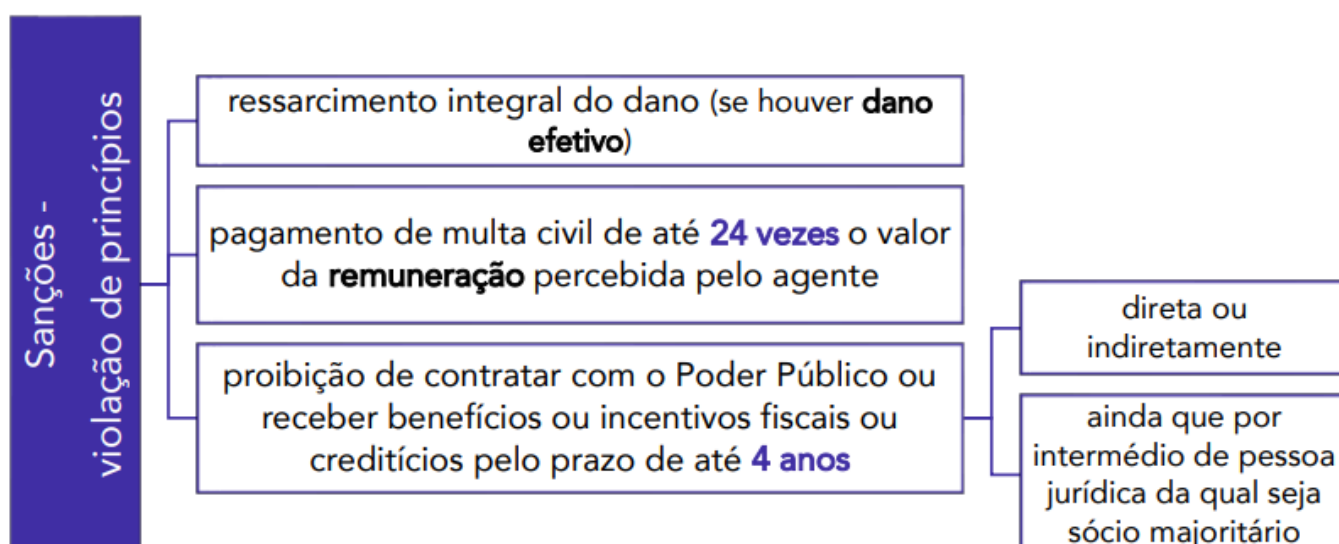 Sanções -
violação de princípios
ressarcimento integral do dano (se houver dano
efetivo)
pagamento de multa civil de até 24 vezes o valor
da remuneração percebida pelo agente
proibição de contratar com o Poder Público ou
receber benefícios ou incentivos fiscais ou
creditícios pelo prazo de até 4 anos
direta ou
indiretamente
ainda que por
intermédio de pessoa
jurídica da qual seja
sócio majoritário